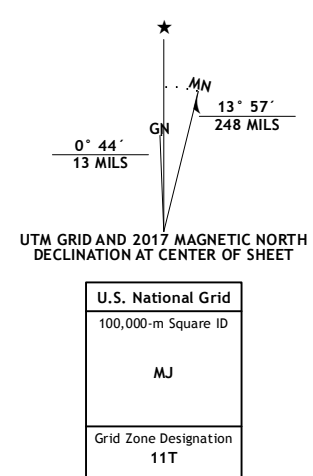 ★
MN
GN
13° 57´
248 MILS
0° 44´
13 MILS
UTM GRID AND 2017 MAGNETIC NORTH
DECLINATION AT CENTER OF SHEET
U.S. National Grid
100,000-m Square ID
MJ
Grid Zone Designation
11T